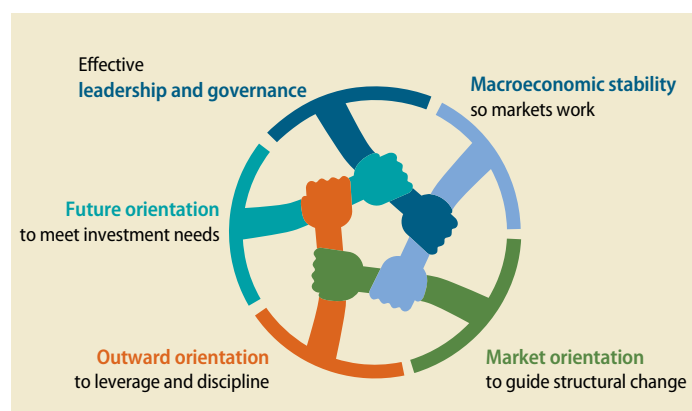 Effective
leadership and governance
Macroeconomic stability
so markets work
Future orientation
to meet investment needs
Outward orientation
to leverage and discipline
Market orientation
to guide structural change